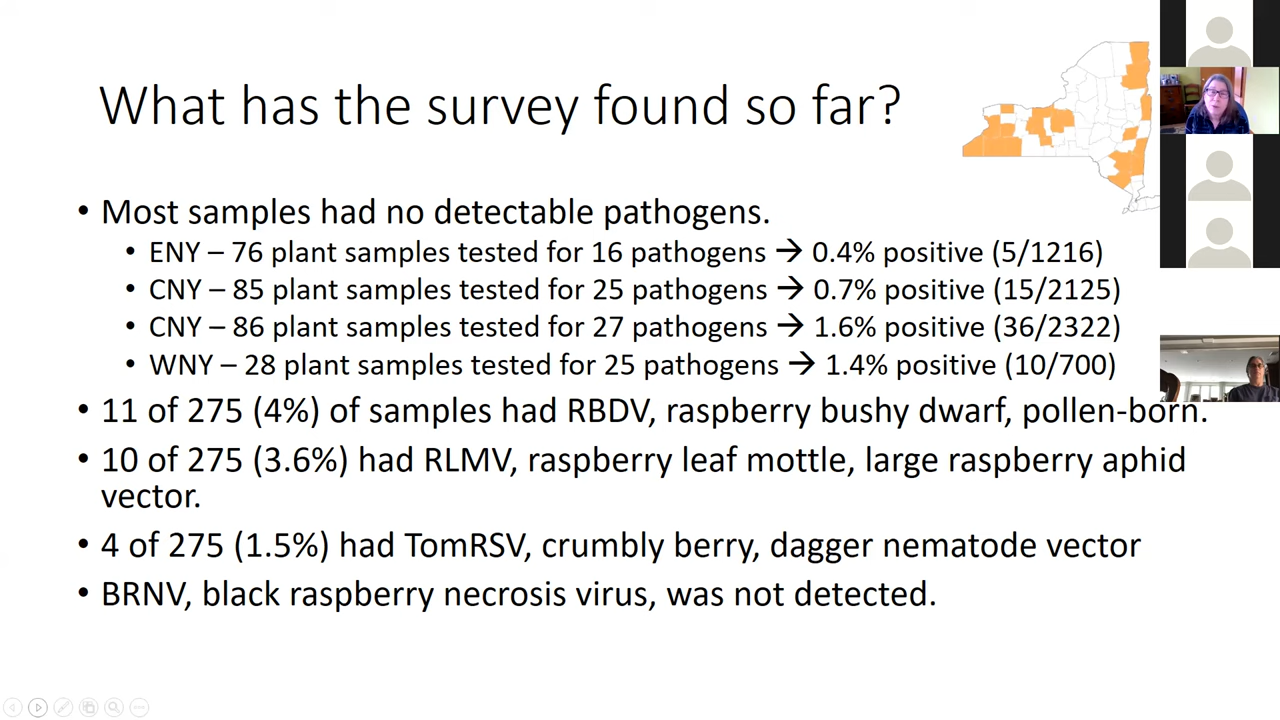 What has the survey found so far?
• Most samples had no detectable pathogens.
• ENY – 76 plant samples tested for 16 pathogens → 0.4% positive (5/1216)
• CNY – 85 plant samples tested for 25 pathogens → 0.7% positive (15/2125)
• CNY – 86 plant samples tested for 27 pathogens → 1.6% positive (36/2322)
• WNY – 28 plant samples tested for 25 pathogens → 1.4% positive (10/700)
• 11 of 275 (4%) of samples had RBDV, raspberry bushy dwarf, pollen-born.
• 10 of 275 (3.6%) had RLMV, raspberry leaf mottle, large raspberry aphid
vector.
• 4 of 275 (1.5%) had TomRSV, crumbly berry, dagger nematode vector
• BRNV, black raspberry necrosis virus, was not detected.